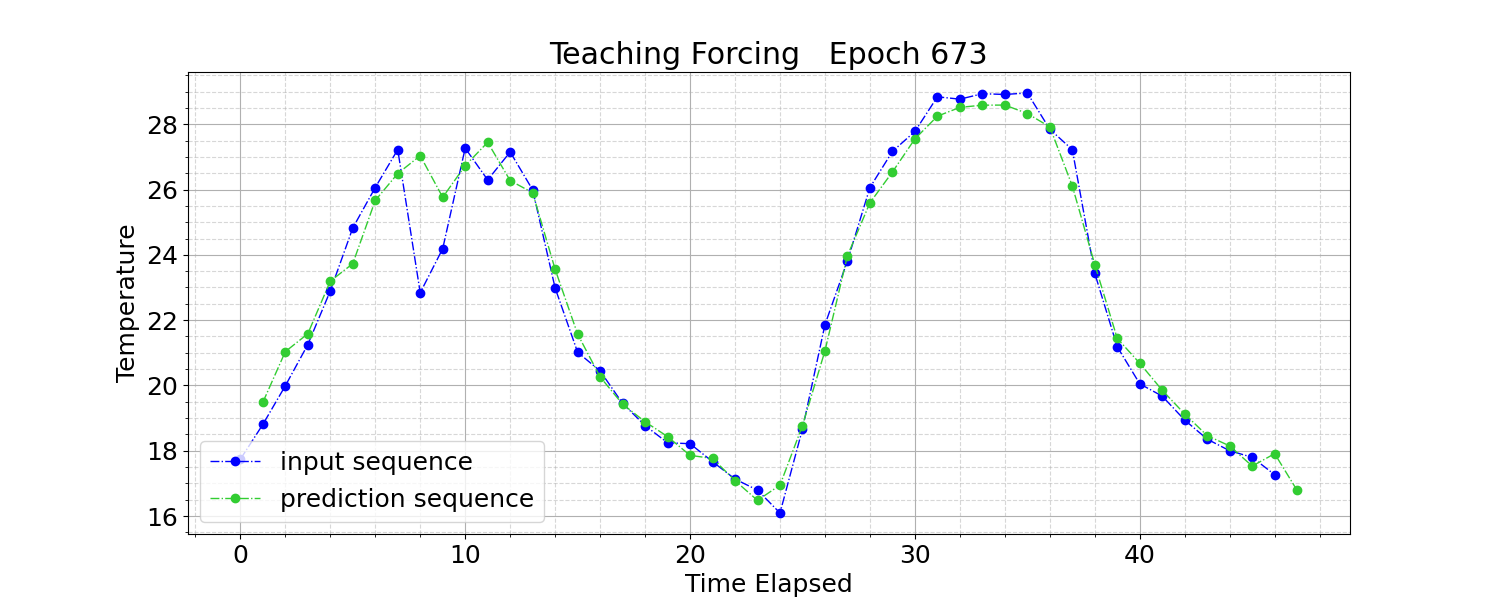 Teaching Forcing   Epoch 673
28
26
24
22
20
18
16
Temperature
input sequence
prediction sequence
0 10 20 30 40
Time Elapsed